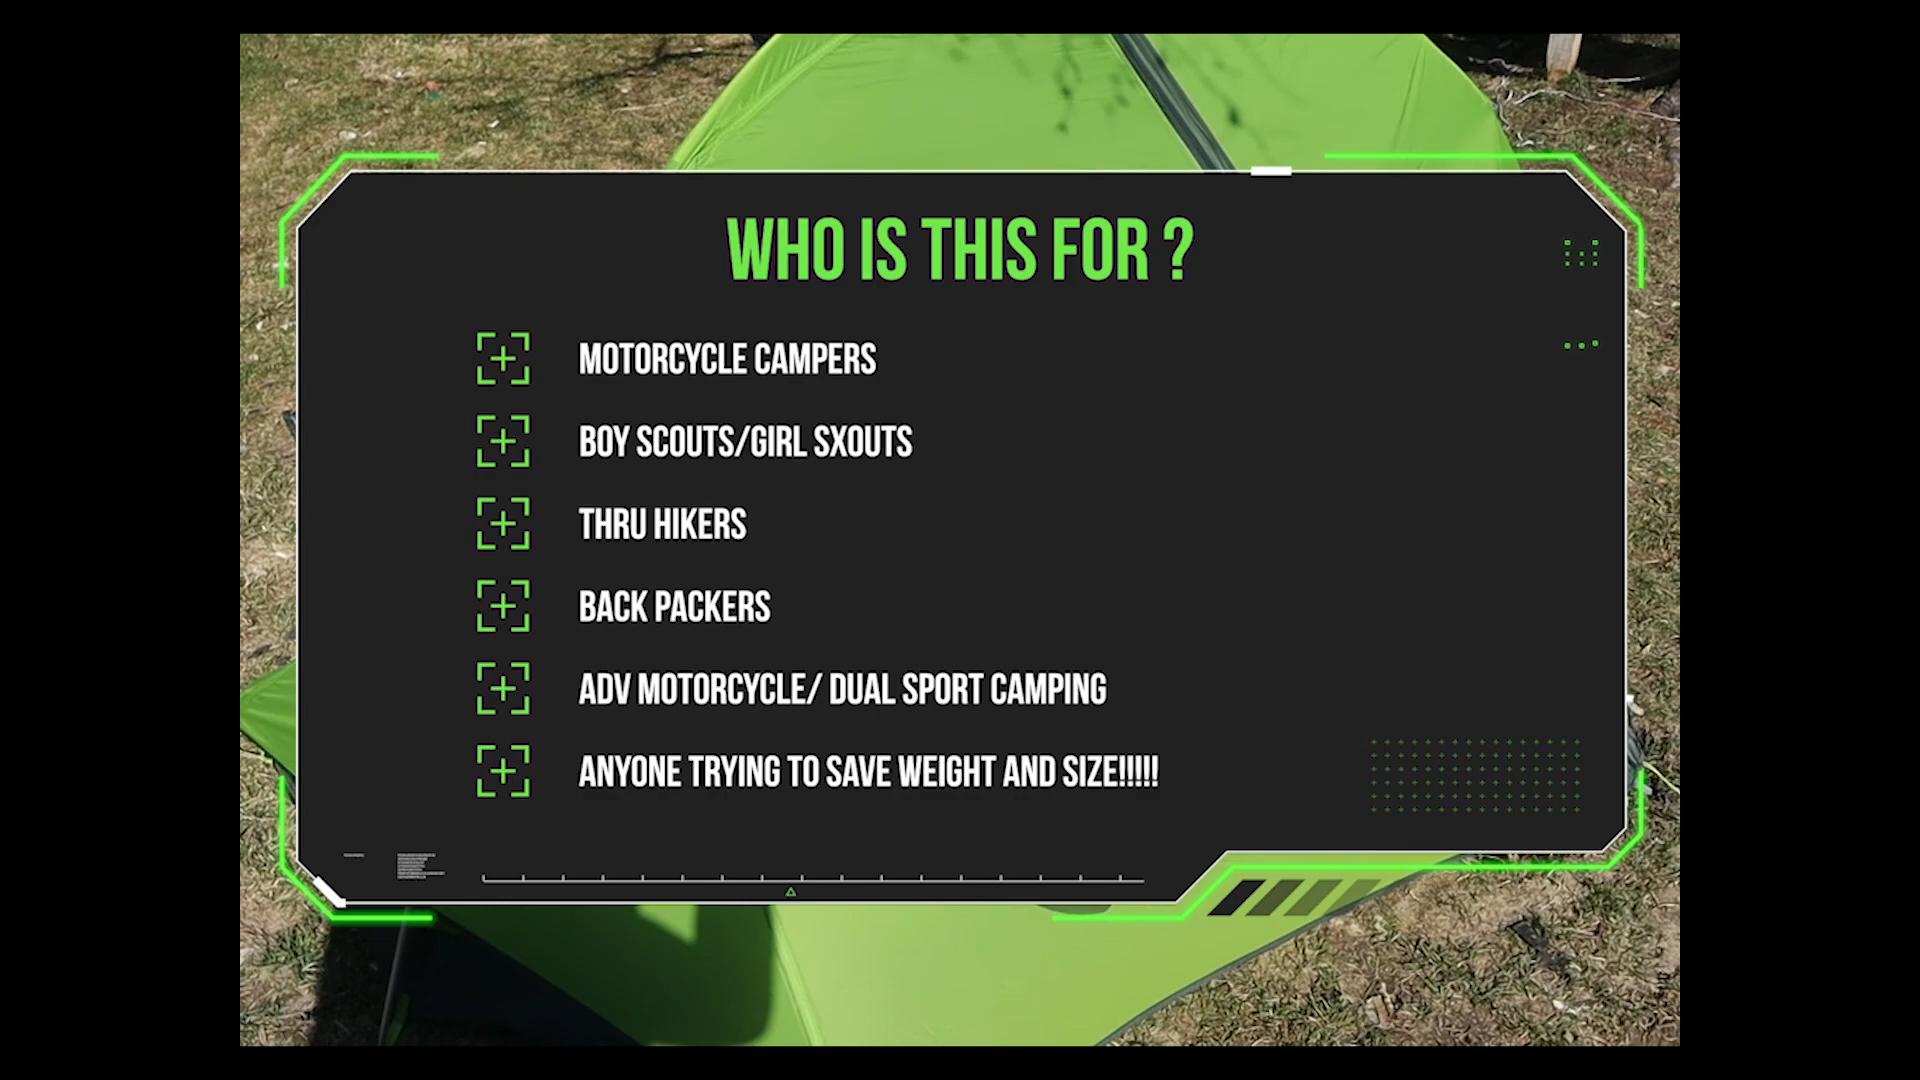 WHO IS THIS FOR ?
MOTORCYCLE CAMPERS
BOY SCOUTS/GIRL SXOUTS
THRU HIKERS
BACK PACKERS
ADV MOTORCYCLE/ DUAL SPORT CAMPING
ANYONE TRYING TO SAVE WEIGHT AND SIZE!!!!!